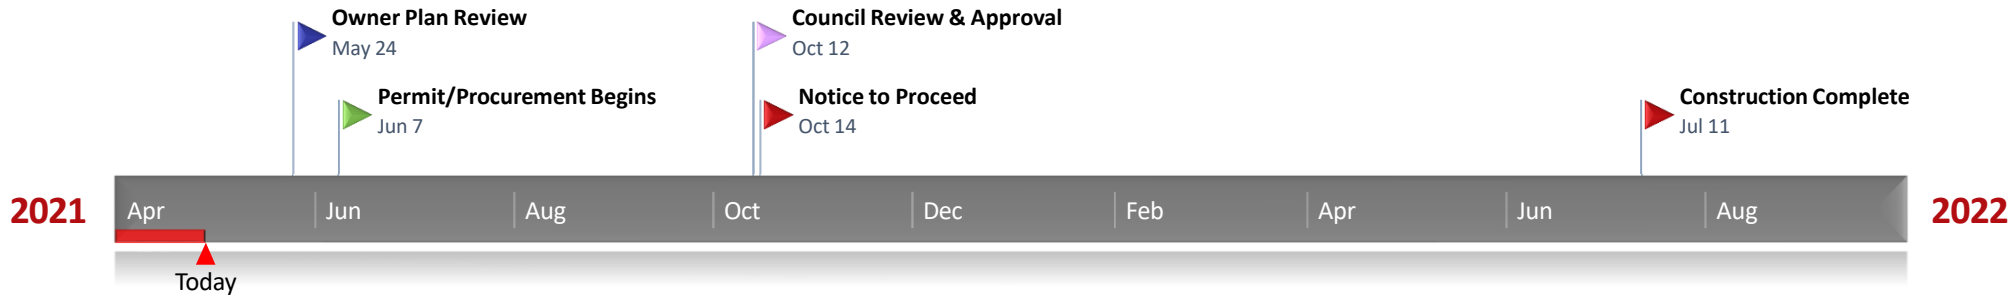 Owner Plan Review
May 24
Council Review & Approval
Oct 12
Permit/Procurement Begins
Jun 7
Notice to Proceed
Oct 14
Construction Complete
Jul 11
2021 Apr Jun Aug Oct Dec Feb Apr Jun Aug 2022
Today